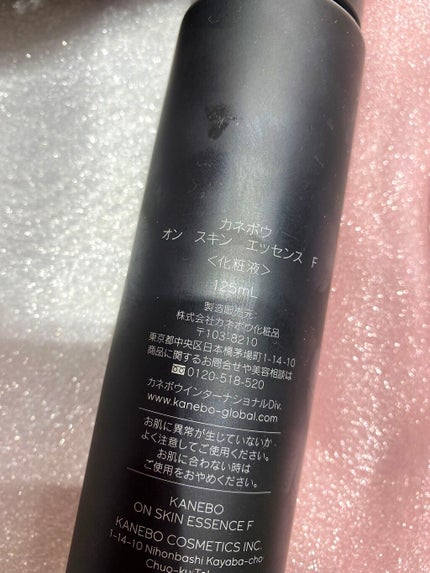 カネボウ
オン スキン エッセンス F
<化粧液>
125mL
製造販売元:
株式会社カネボウ化粧品
〒103-8210
東京都中央区日本橋茅場町1-14-10
商品に関するお問合せや美容相談は
0120-518-520
カネボウインターナショナルDiv.
www.kanebo-global.com
お肌に異常が生じていないか
よく注意してご使用ください。
お肌に合わない時は
ご使用をおやめください。
KANEBO
ON SKIN ESSENCE F
KANEBO COSMETICS INC.
1-14-10 Nihonbashi Kayaba-cho
Chuo-ku